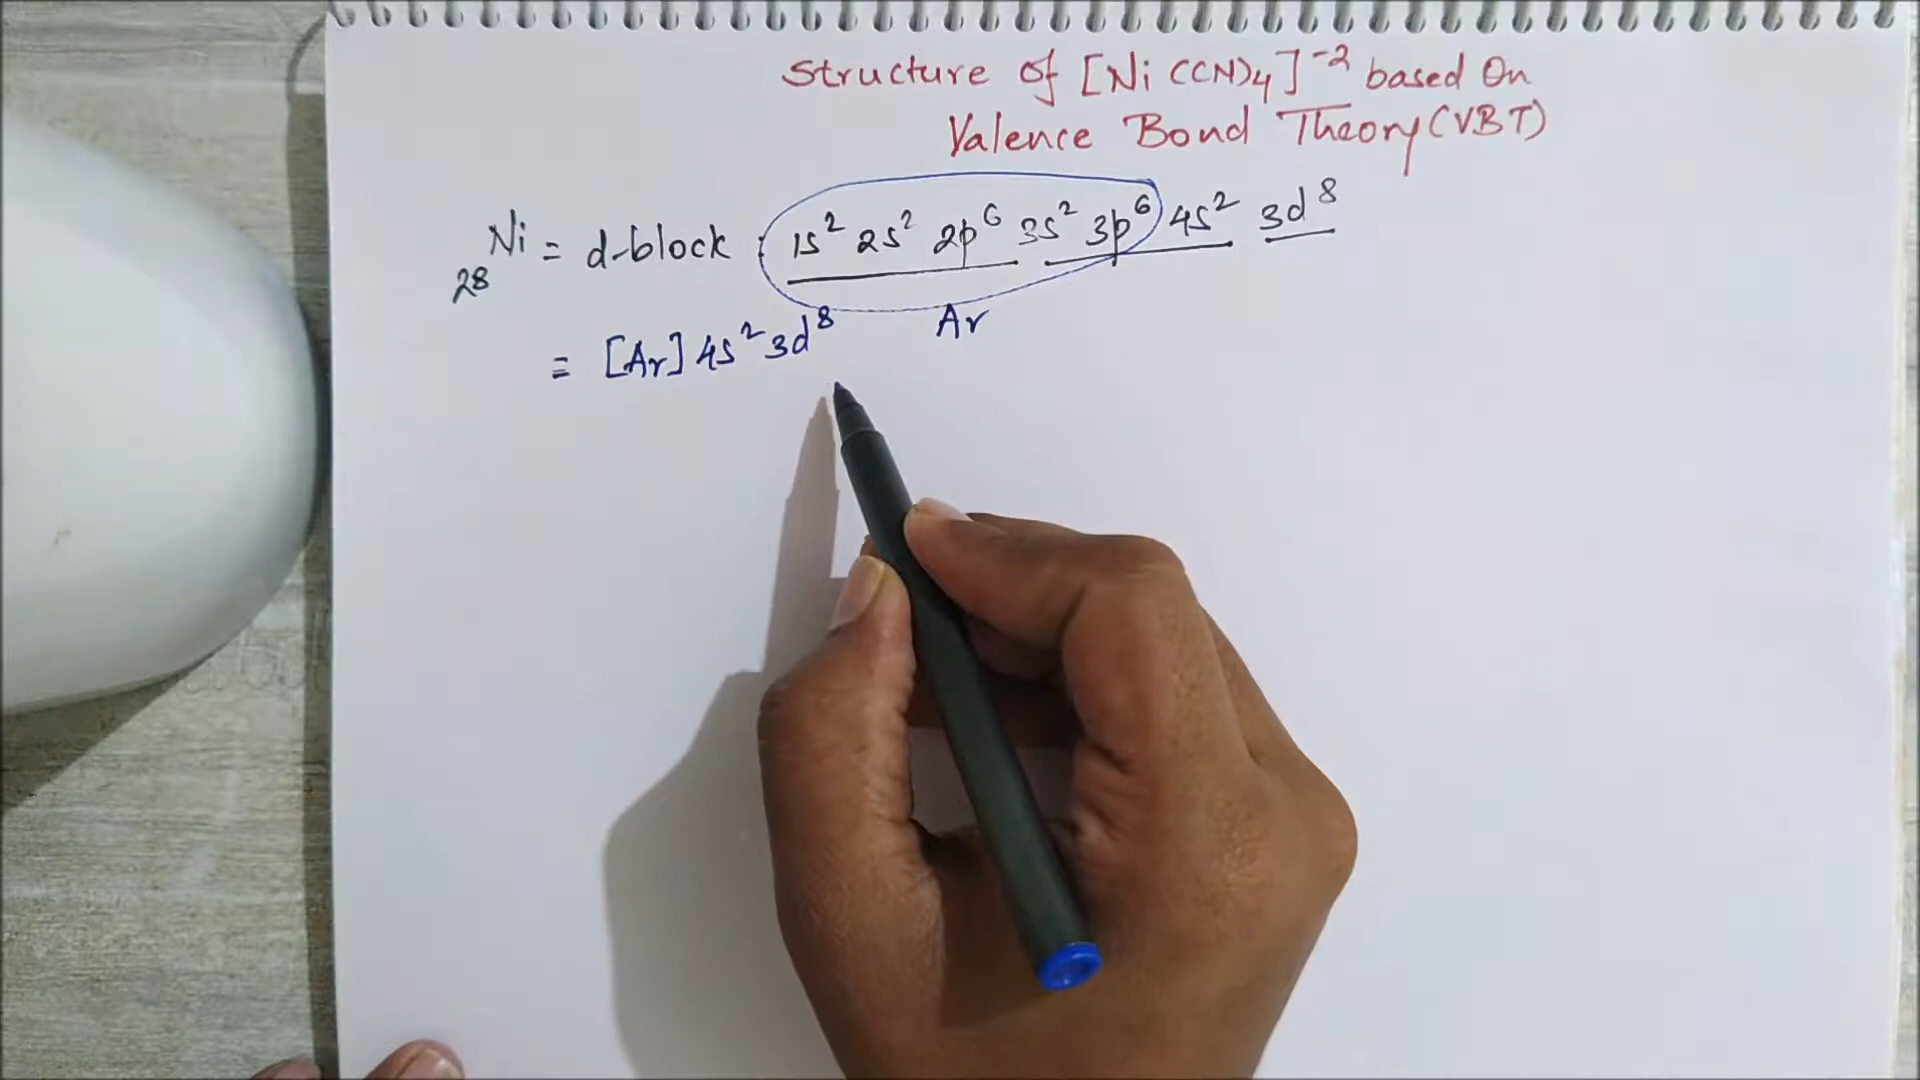 Structure of [Ni(CN)4]⁻² based On
Valence Bond Theory (VBT)
₂₈Ni = d-block 1s² 2s² 2p⁶ 3s² 3p⁶ 4s² 3d⁸
Ar
= [Ar] 4s² 3d⁸